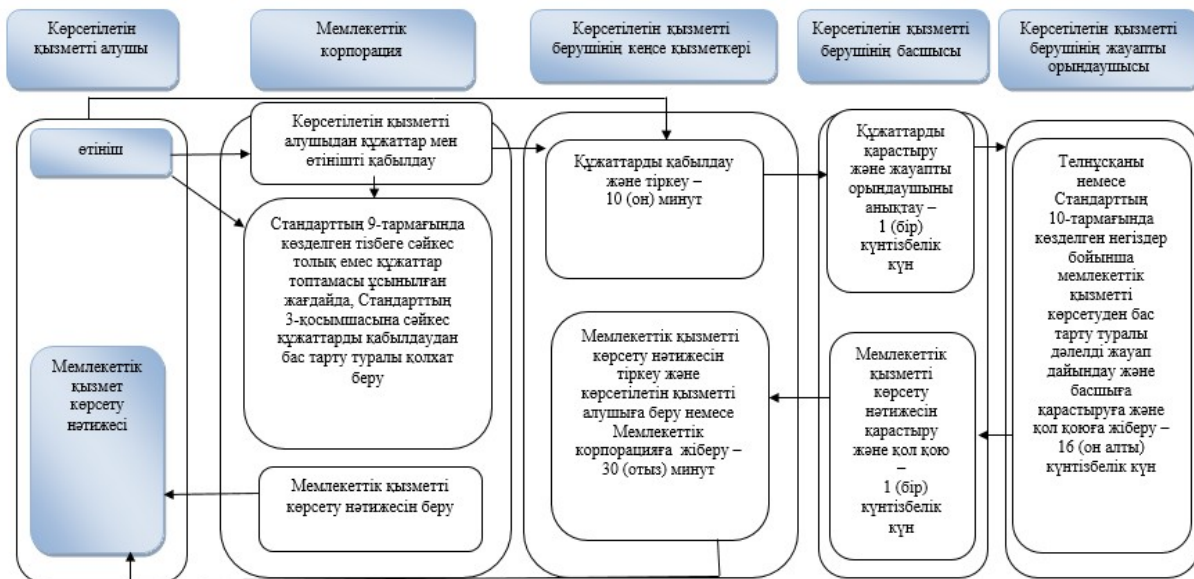 Көрсетілетін
қызметті алушы
Мемлекеттік
корпорация
Көрсетілетін қызметті
берушінің кеңсе қызметкері
Көрсетілетін қызметті
берушінің басшысы
Көрсетілетін қызметті
берушінің жауапты
орындаушысы
өтініш
Көрсетілетін қызметті
алушыдан құжаттар мен
өтінішті қабылдау
Стандарттың 9-тармағында
көзделген тізбеге сәйкес
толық емес құжаттар
топтамасы ұсынылған
жағдайда, Стандарттың
3-қосымшасына сәйкес
құжаттарды қабылдаудан
бас тарту туралы қолхат
беру
Құжаттарды қабылдау
және тіркеу –
10 (он) минут
Құжаттарды
қарастыру
және жауапты
орындаушыны
анықтау –
1 (бір)
күнтізбелік
күн
Телнұсқаны
немесе
Стандарттың
10-тармағында
көзделген негіздер
бойынша
мемлекеттік
қызметті
көрсетуден бас
тарту туралы
дәлелді жауап
дайындау және
басшыға
қарастыруға және
қол қоюға жіберу –
16 (он алты)
күнтізбелік күн
Мемлекеттік
қызмет
көрсету
нәтижесі
Мемлекеттік қызметті
көрсету нәтижесін беру
Мемлекеттік қызметті
көрсету нәтижесін
тіркеу және
көрсетілетін қызметті
алушыға беру немесе
Мемлекеттік
корпорацияға жіберу –
30 (отыз) минут
Мемлекеттік
қызметті
көрсету
нәтижесін
қарастыру
және қол қою
–
1 (бір)
күнтізбелік
күн